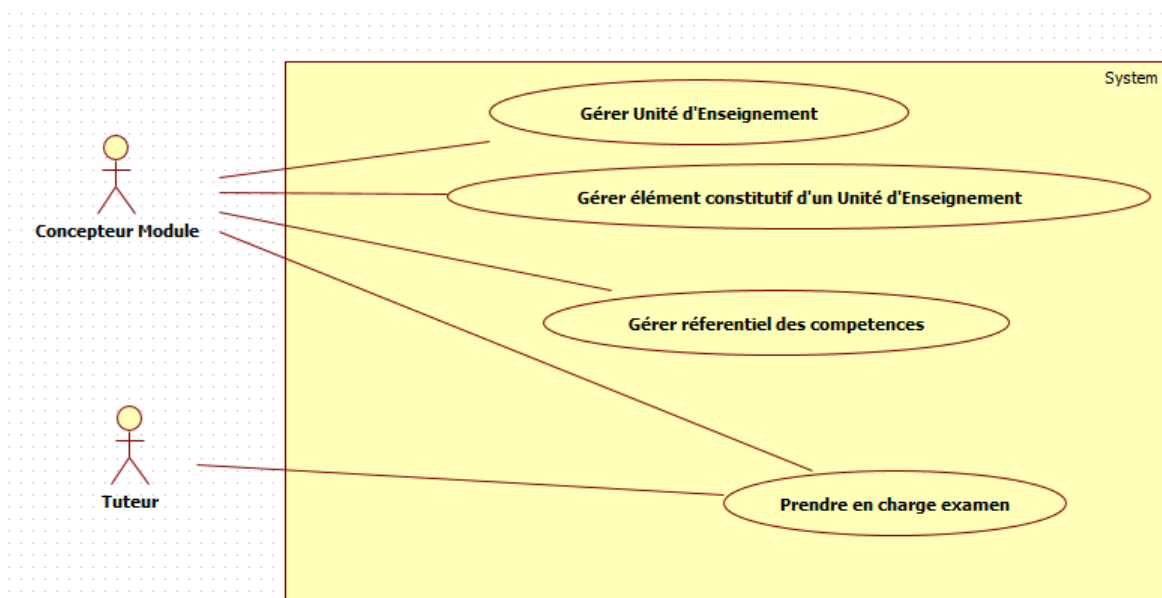 System
Gérer Unité d'Enseignement
Gérer élément constitutif d'un Unité d'Enseignement
Concepteur Module
Gérer réferentiel des competences
Tuteur
Prendre en charge examen